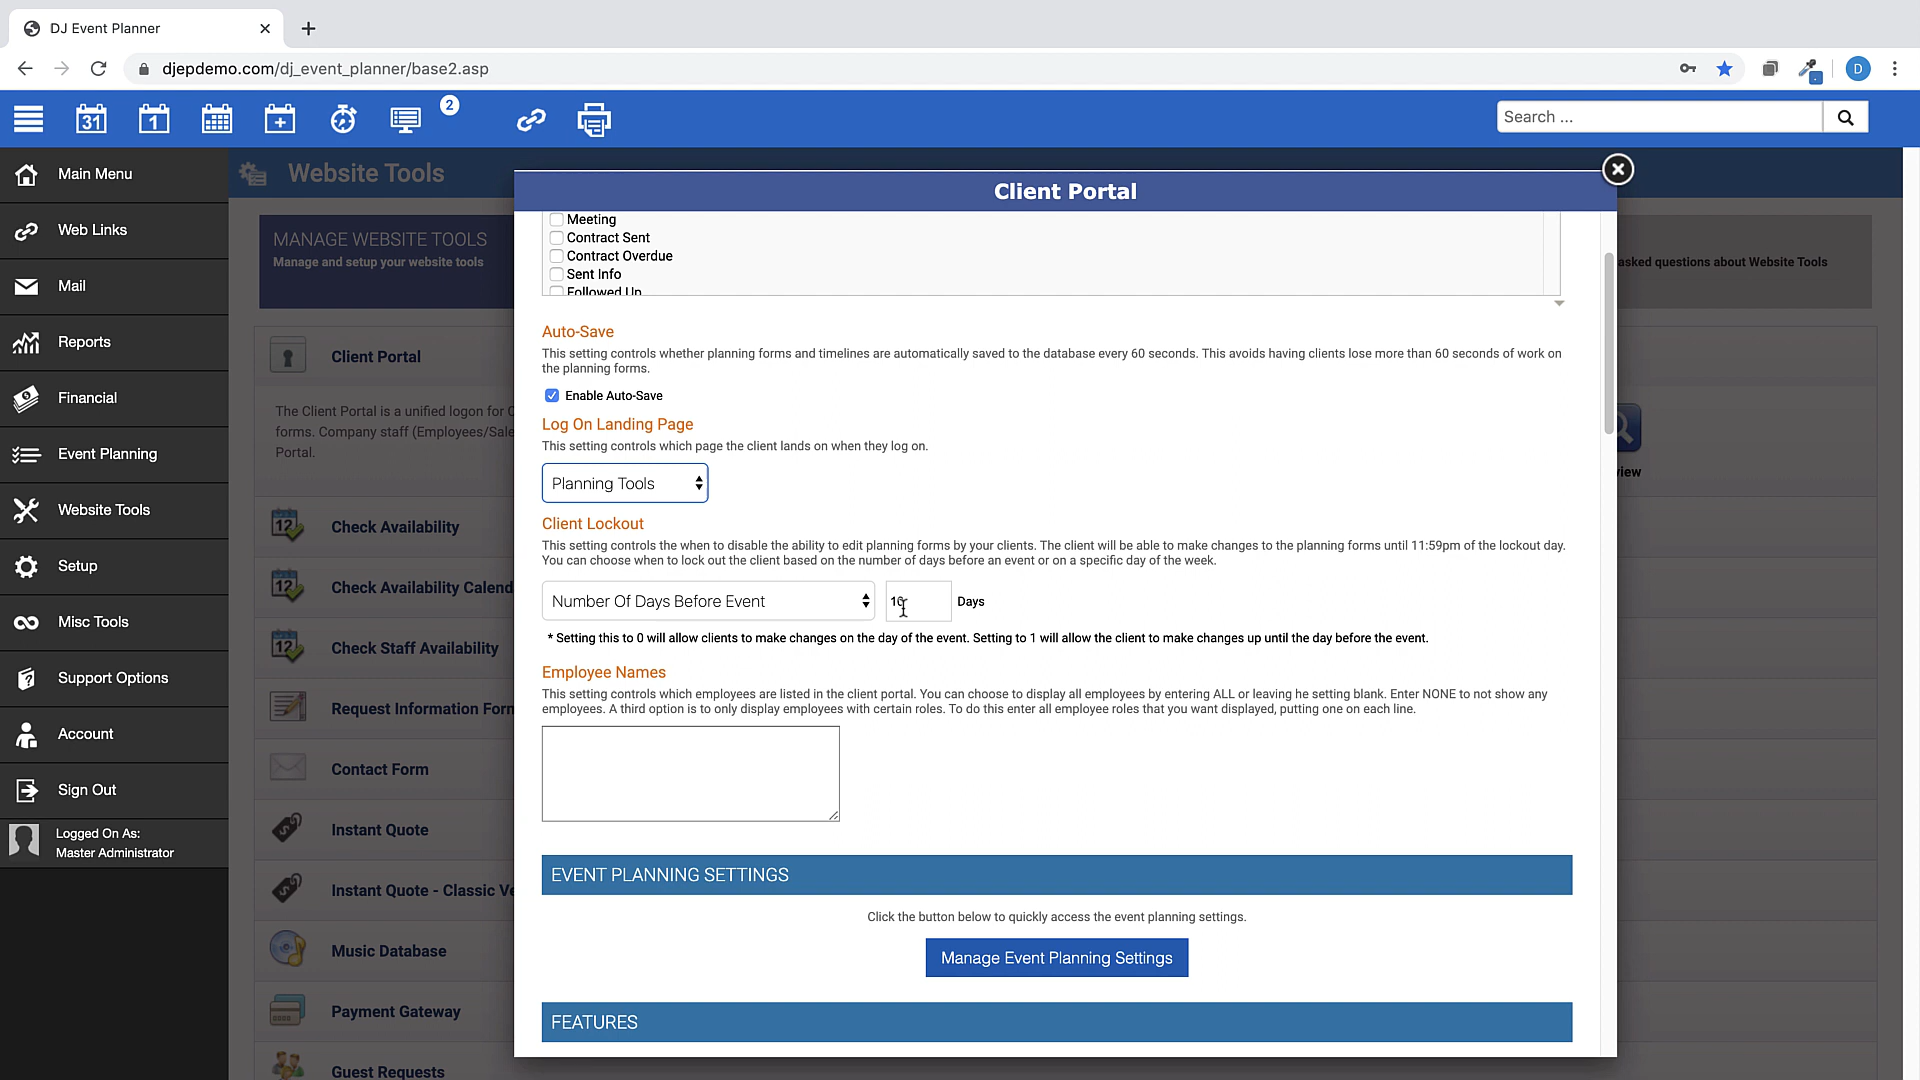 DJ Event Planner
djepdemo.com/dj_event_planner/base2.asp
D
31
1
2
Search ...
Main Menu
Web Links
Mail
Reports
Financial
Event Planning
Website Tools
Setup
Misc Tools
Support Options
Account
Sign Out
Logged On As:
Master Administrator
Website Tools
MANAGE WEBSITE TOOLS
Manage and setup your website tools
asked questions about Website Tools
Client Portal
The Client Portal is a unified logon for
forms. Company staff (Employees/Sale
Portal.
view
12 Check Availability
12 Check Availability Calend
12 Check Staff Availability
Request Information Form
Contact Form
Instant Quote
Instant Quote - Classic Ve
Music Database
Payment Gateway
Guest Requests
Client Portal
Meeting
Contract Sent
Contract Overdue
Sent Info
Followed Up
Auto-Save
This setting controls whether planning forms and timelines are automatically saved to the database every 60 seconds. This avoids having clients lose more than 60 seconds of work on
the planning forms.
Enable Auto-Save
Log On Landing Page
This setting controls which page the client lands on when they log on.
Planning Tools
Client Lockout
This setting controls the when to disable the ability to edit planning forms by your clients. The client will be able to make changes to the planning forms until 11:59pm of the lockout day.
You can choose when to lock out the client based on the number of days before an event or on a specific day of the week.
Number Of Days Before Event 10 Days
* Setting this to 0 will allow clients to make changes on the day of the event. Setting to 1 will allow the client to make changes up until the day before the event.
Employee Names
This setting controls which employees are listed in the client portal. You can choose to display all employees by entering ALL or leaving he setting blank. Enter NONE to not show any
employees. A third option is to only display employees with certain roles. To do this enter all employee roles that you want displayed, putting one on each line.
EVENT PLANNING SETTINGS
Click the button below to quickly access the event planning settings.
Manage Event Planning Settings
FEATURES